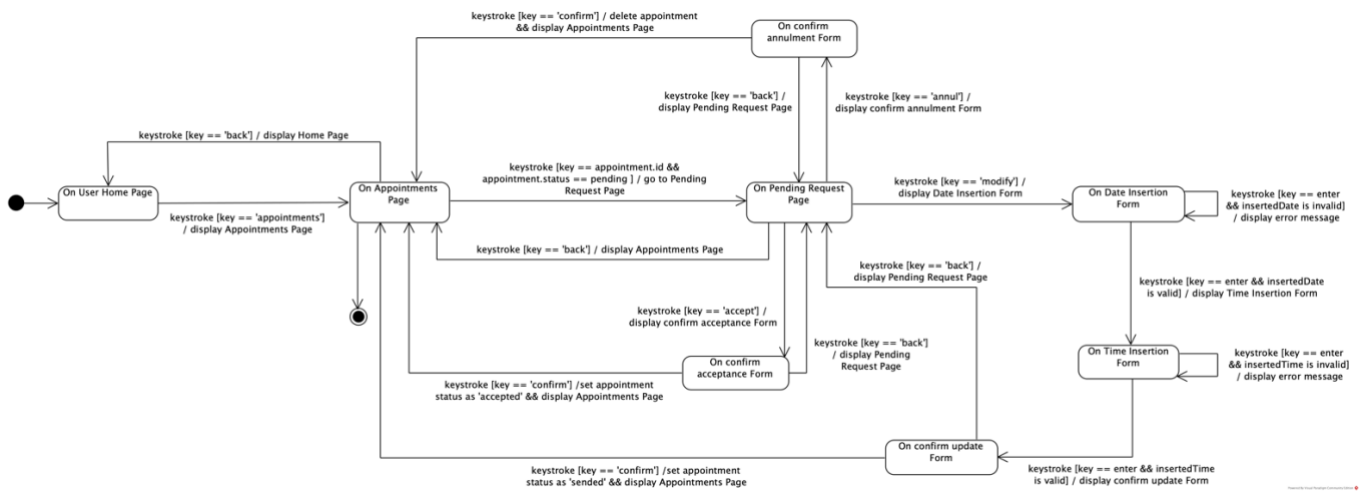 keystroke [key == 'confirm'] / delete appointment
&& display Appointments Page
On confirm
annulment Form
keystroke [key == 'back'] /
display Pending Request Page
keystroke [key == 'annul'] /
display confirm annulment Form
keystroke [key == 'back'] / display Home Page
On User Home Page
keystroke [key == 'appointments']
/ display Appointments Page
On Appointments
Page
keystroke [key == appointment.id &&
appointment.status == pending ] / go to Pending
Request Page
On Pending Request
Page
keystroke [key == 'modify'] /
display Date Insertion Form
On Date Insertion
Form
keystroke [key == enter
&& insertedDate is invalid]
/ display error message
keystroke [key == 'back'] / display Appointments Page
keystroke [key == 'back'] /
display Pending Request Page
keystroke [key == enter && insertedDate
is valid] / display Time Insertion Form
keystroke [key == 'accept'] /
display confirm acceptance Form
keystroke [key == 'back']
/ display Pending
Request Page
On Time Insertion
Form
keystroke [key == enter
&& insertedTime is invalid]
/ display error message
On confirm
acceptance Form
keystroke [key == 'confirm'] /set appointment
status as 'accepted' && display Appointments Page
On confirm update
Form
keystroke [key == 'confirm'] /set appointment
status as 'sended' && display Appointments Page
keystroke [key == enter && insertedTime
is valid] / display confirm update Form